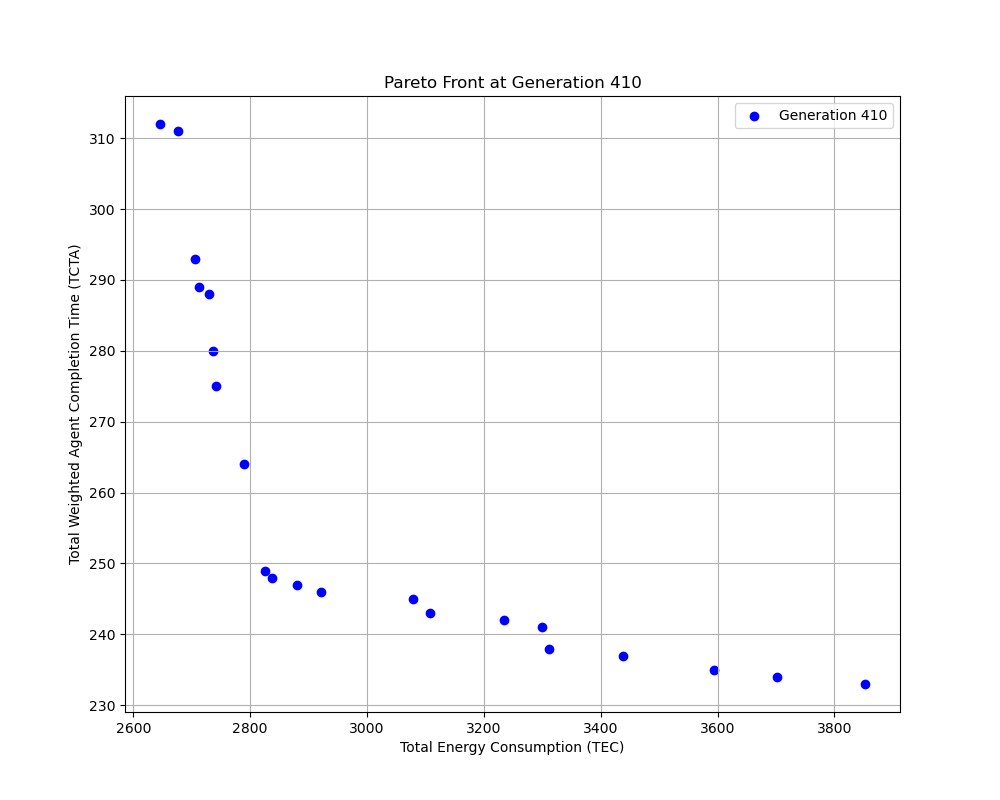 Pareto Front at Generation 410
Generation 410
Total Weighted Agent Completion Time (TCTA)
310
300
290
280
270
260
250
240
230
2600 2800 3000 3200 3400 3600 3800
Total Energy Consumption (TEC)